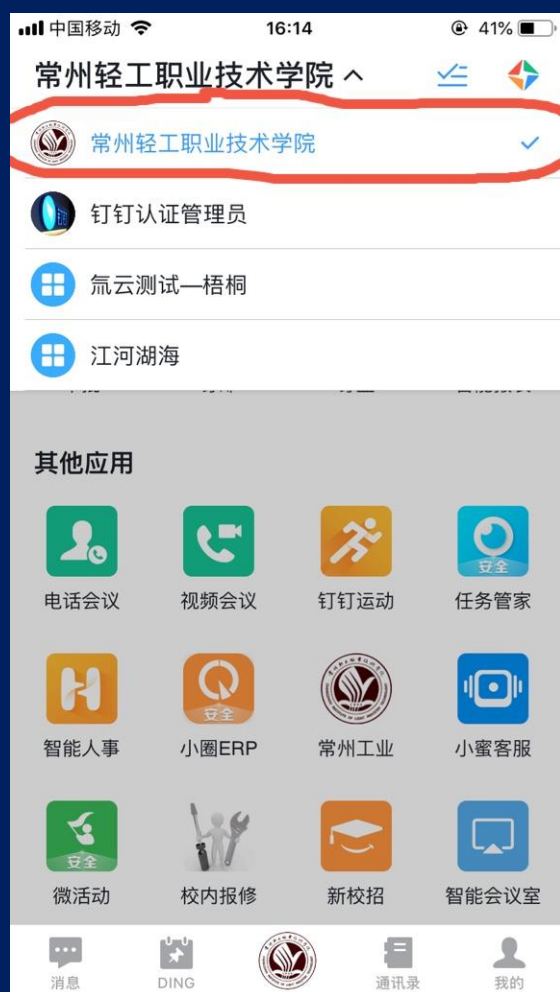 中国移动 16:14 41%
常州轻工职业技术学院
常州轻工职业技术学院
钉钉认证管理员
氚云测试—梧桐
江河湖海
其他应用
电话会议 视频会议 钉钉运动 任务管家
安全
智能人事 小圈ERP 常州工业 小蜜客服
安全
微活动 校内报修 新校招 智能会议室
安全
消息 DING 通讯录 我的